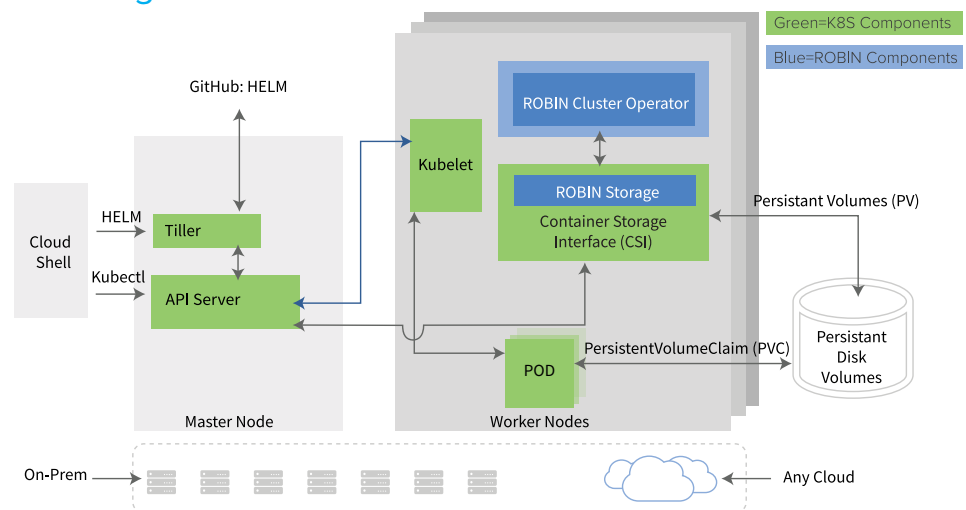 Green=K8S Components
Blue=ROBIN Components
GitHub: HELM
ROBIN Cluster Operator
Kubelet
ROBIN Storage
Container Storage
Interface (CSI)
Persistant Volumes (PV)
HELM
Tiller
Cloud
Shell
Kubectl
API Server
PersistentVolumeClaim (PVC)
POD
Persistant
Disk
Volumes
Master Node
Worker Nodes
On-Prem
Any Cloud